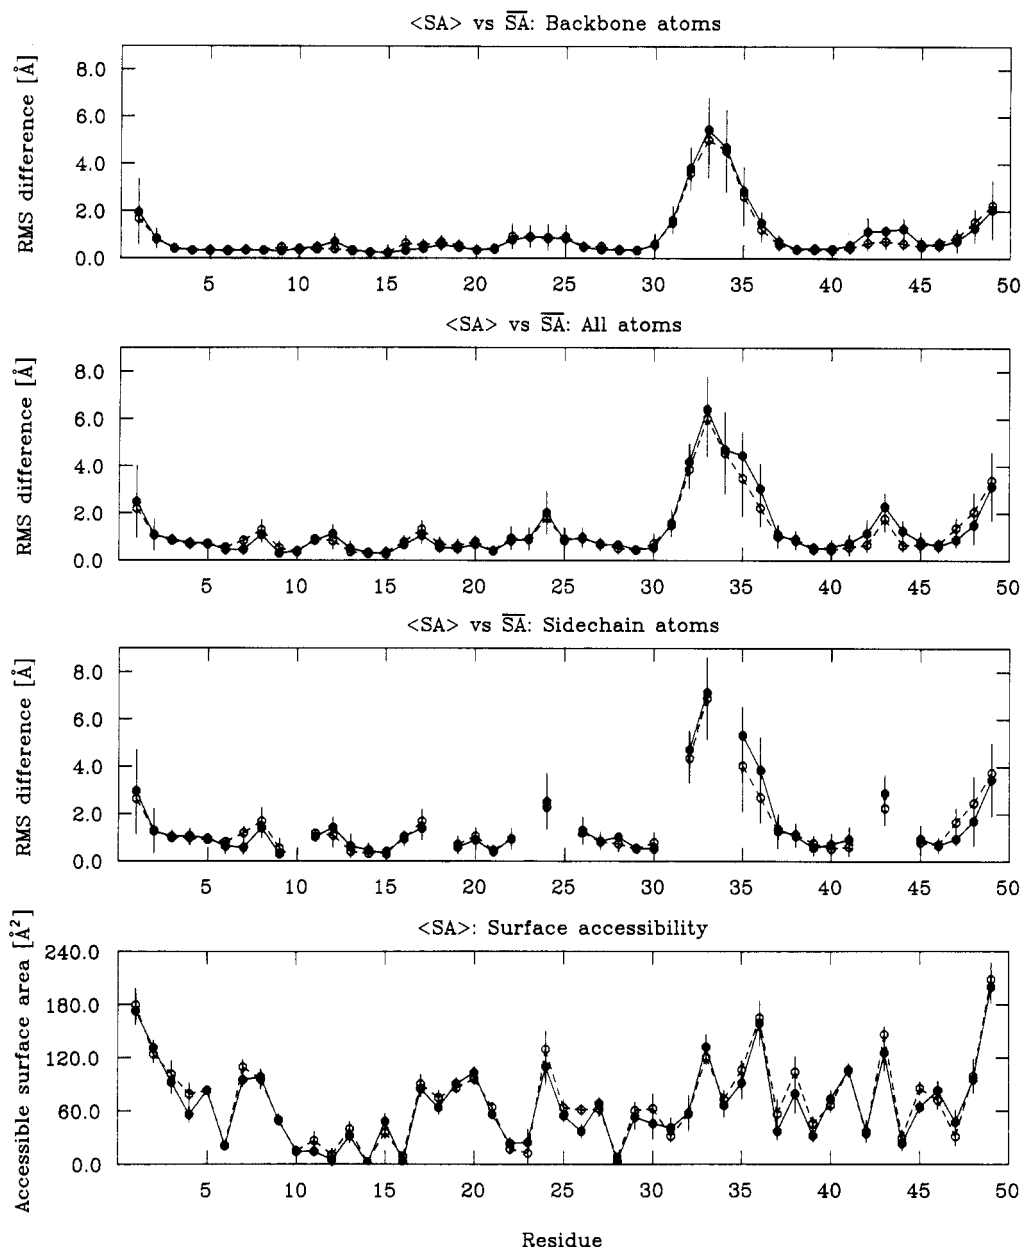 <SA> vs S̅A̅: Backbone atoms
RMS difference [Å]
8.0
6.0
4.0
2.0
0.0
5 10 15 20 25 30 35 40 45 50
<SA> vs S̅A̅: All atoms
RMS difference [Å]
8.0
6.0
4.0
2.0
0.0
5 10 15 20 25 30 35 40 45 50
<SA> vs S̅A̅: Sidechain atoms
RMS difference [Å]
8.0
6.0
4.0
2.0
0.0
5 10 15 20 25 30 35 40 45 50
<SA>: Surface accessibility
Accessible surface area [Å²]
240.0
180.0
120.0
60.0
0.0
5 10 15 20 25 30 35 40 45 50
Residue